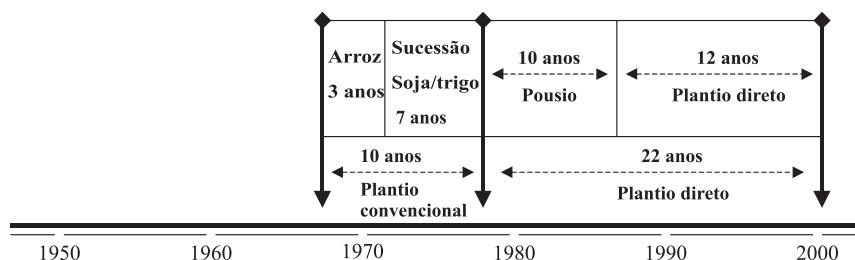 Arroz
3 anos
Sucessão
Soja/trigo
7 anos
10 anos
Pousio
12 anos
Plantio direto
10 anos
Plantio
convencional
22 anos
Plantio direto
1950 1960 1970 1980 1990 2000